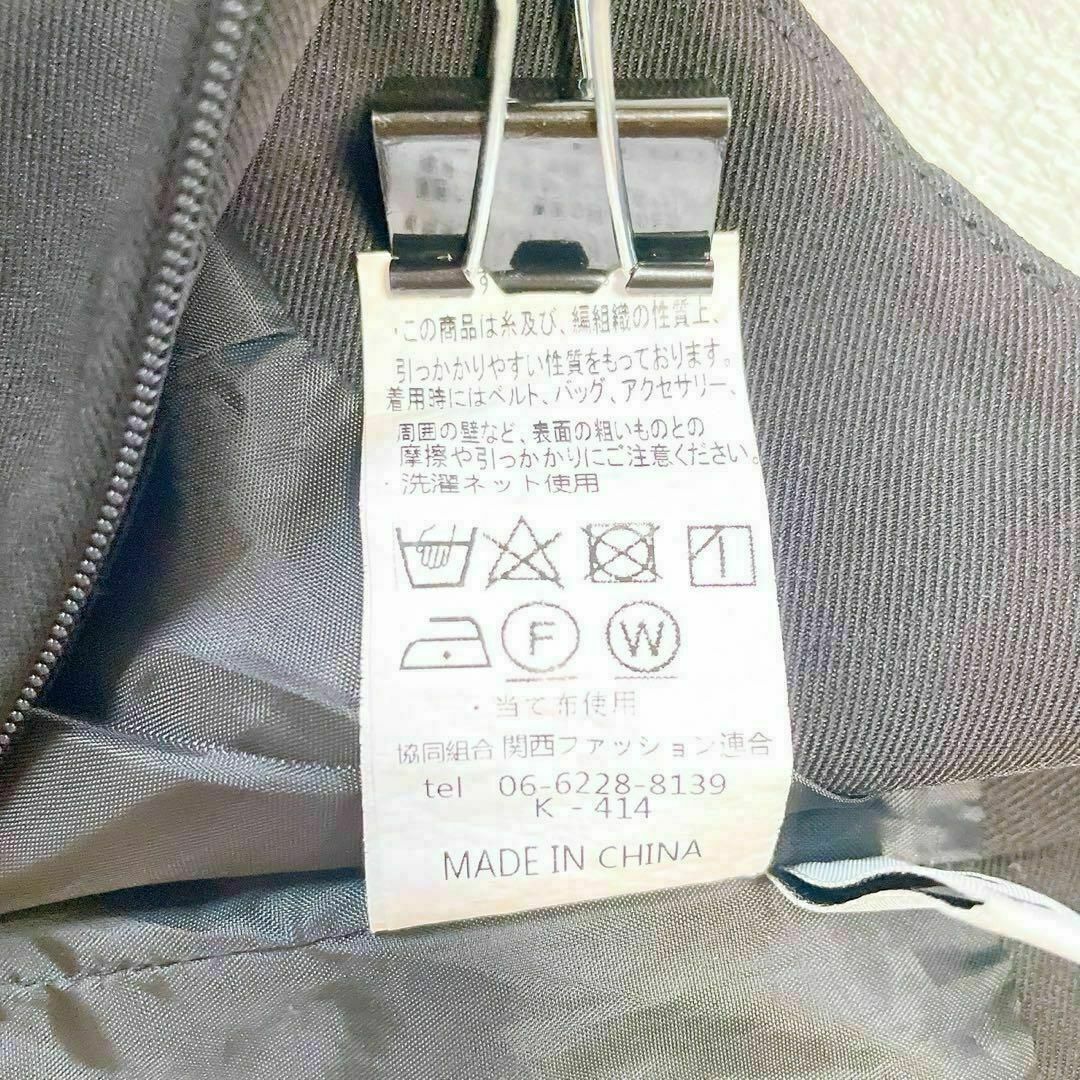 す
・この商品は糸及び、編組織の性質上、
引っかかりやすい性質をもっております。
着用時にはベルト、バッグ、アクセサリー、
周囲の壁など、表面の粗いものとの
摩擦や引っかかりにご注意ください。
・洗濯ネット使用
F W
・当て布使用
協同組合 関西ファッション連合
tel 06-6228-8139
K - 414
MADE IN CHINA